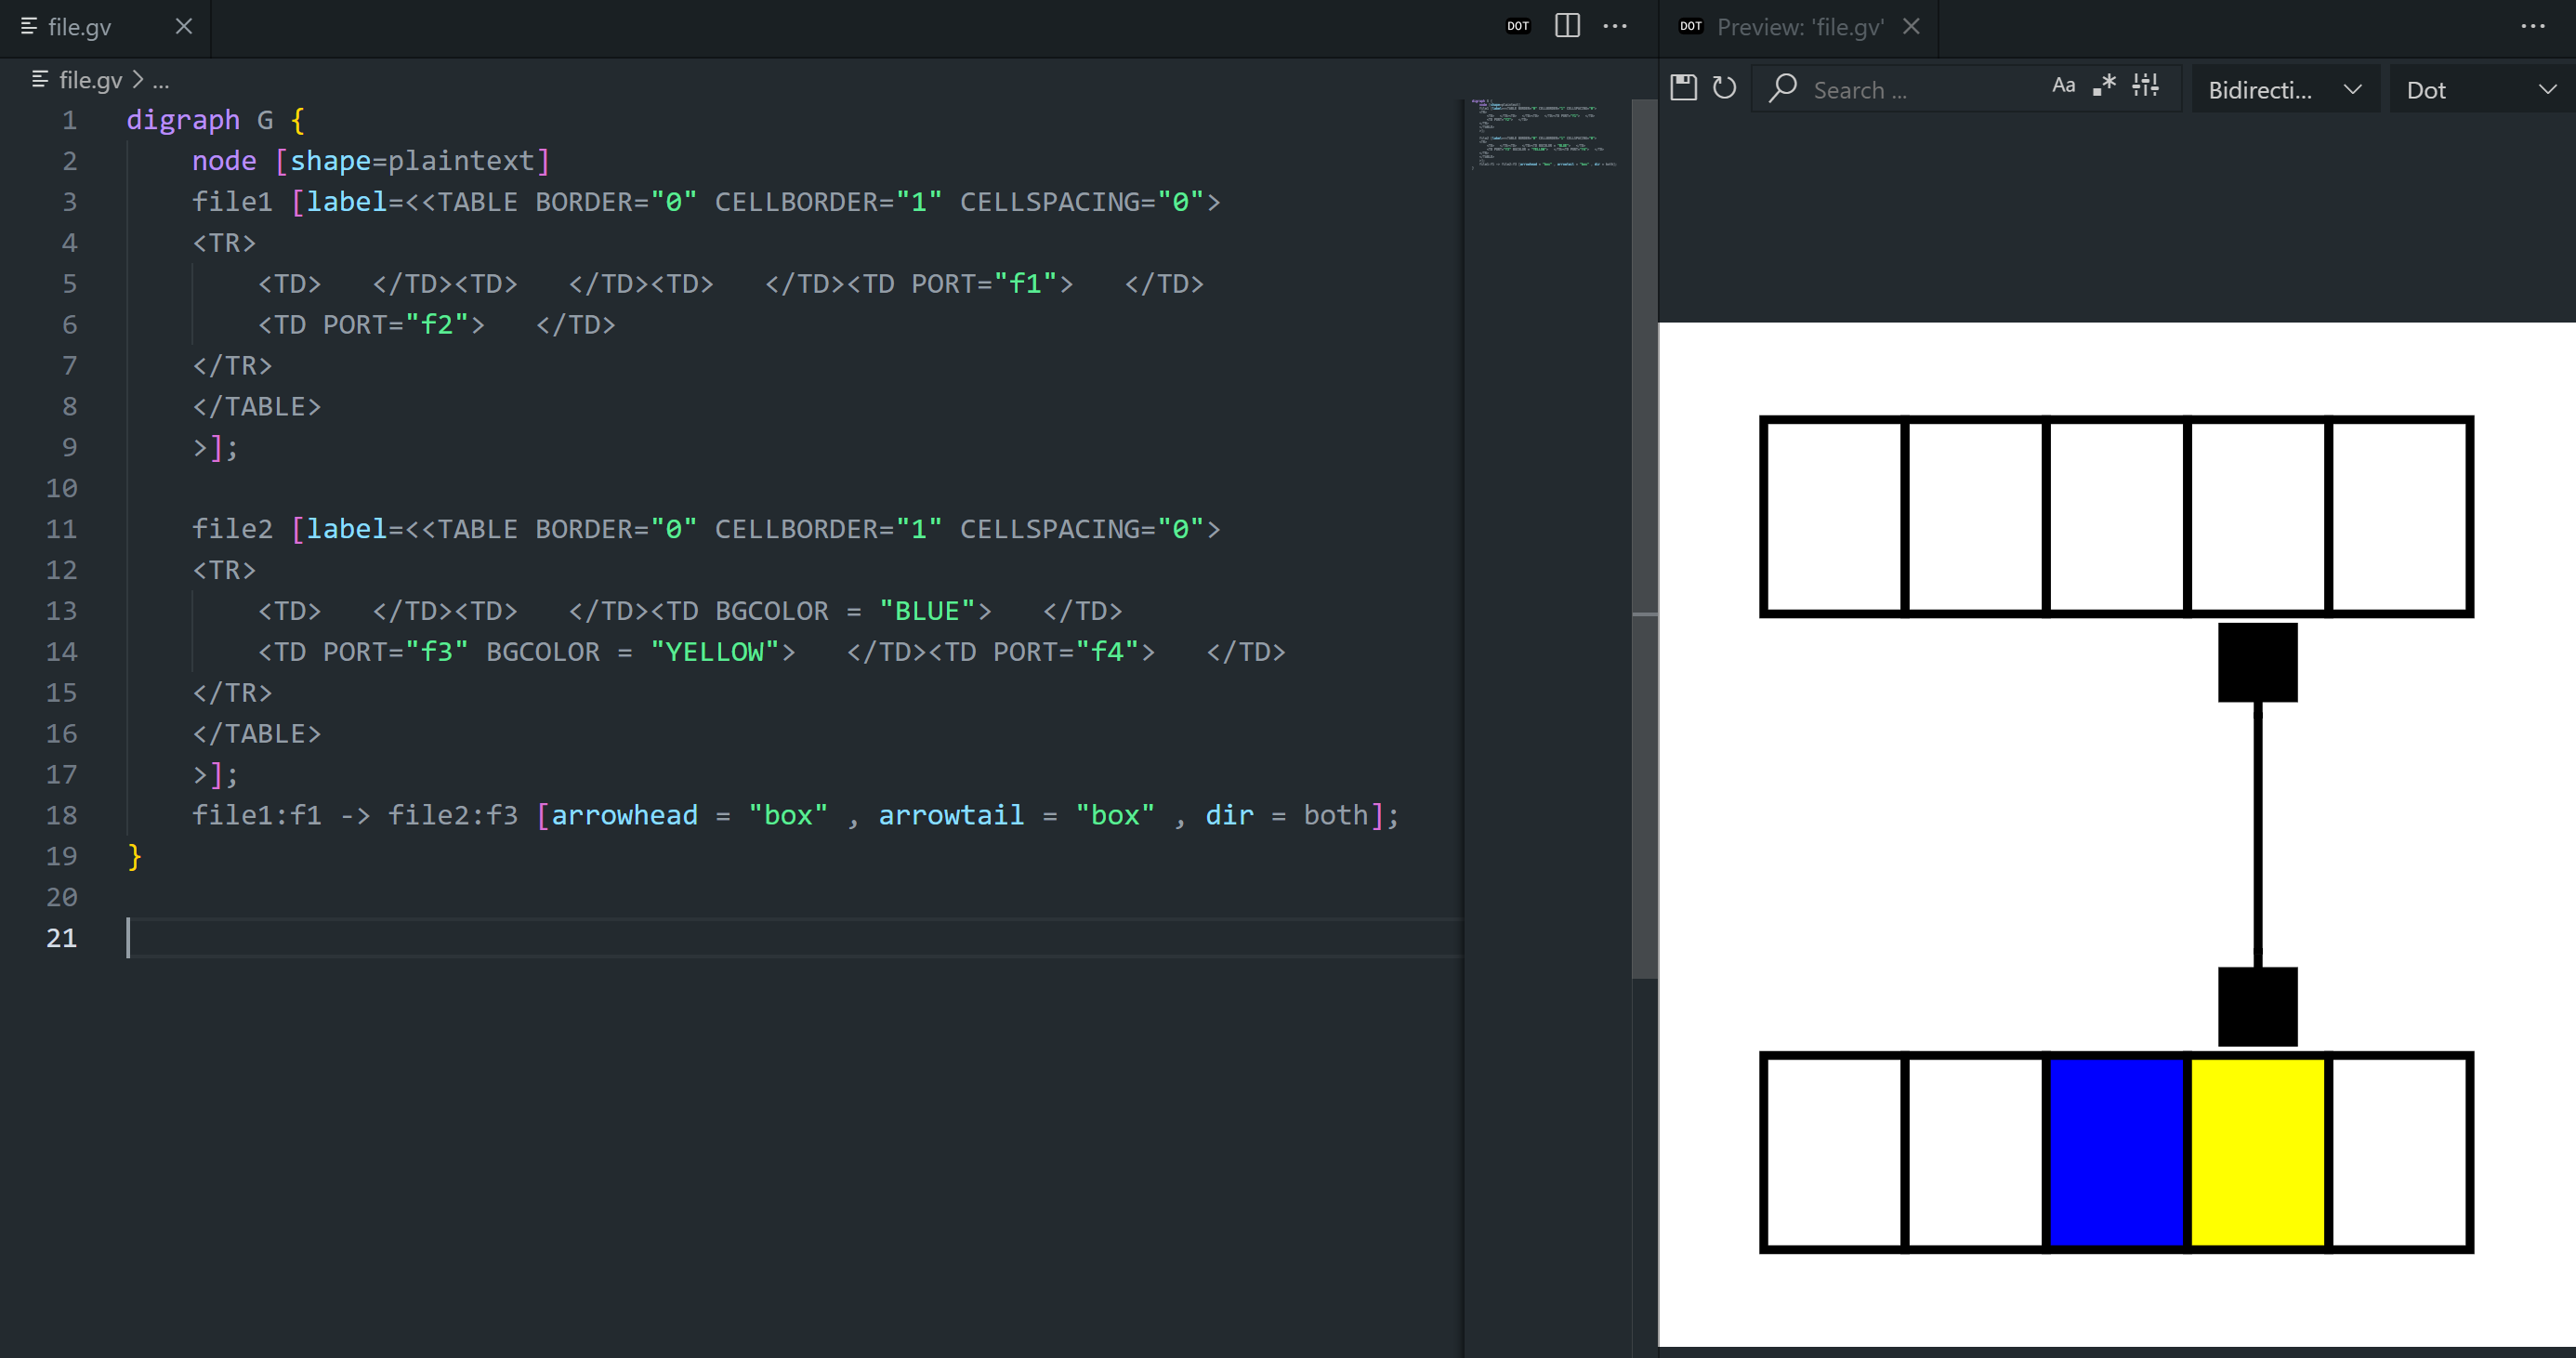 file.gv
DOT
Preview: 'file.gv'
file.gv > ...
Search ...
Aa
Bidirecti...
Dot
1 digraph G {
2     node [shape=plaintext]
3     file1 [label=<<TABLE BORDER="0" CELLBORDER="1" CELLSPACING="0">
4     <TR>
5         <TD>   </TD><TD>   </TD><TD>   </TD><TD PORT="f1">   </TD>
6         <TD PORT="f2">   </TD>
7     </TR>
8     </TABLE>
9     >];
10
11     file2 [label=<<TABLE BORDER="0" CELLBORDER="1" CELLSPACING="0">
12     <TR>
13         <TD>   </TD><TD>   </TD><TD BGCOLOR = "BLUE">   </TD>
14         <TD PORT="f3" BGCOLOR = "YELLOW">   </TD><TD PORT="f4">   </TD>
15     </TR>
16     </TABLE>
17     >];
18     file1:f1 -> file2:f3 [arrowhead = "box" , arrowtail = "box" , dir = both];
19 }
20
21